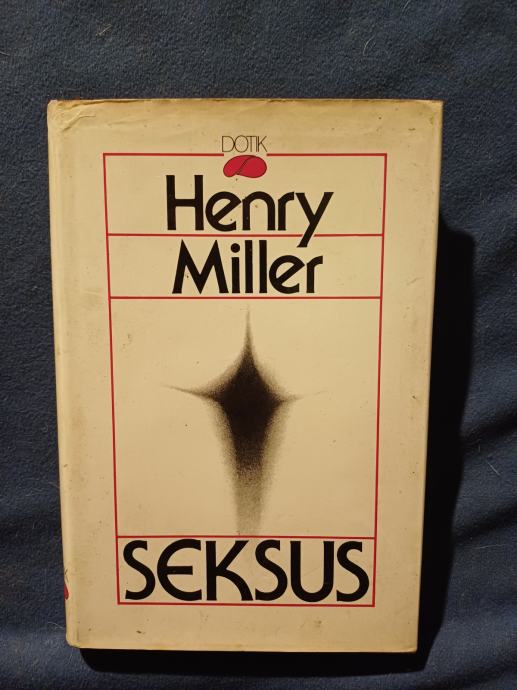 DOTIK
Henry
Miller
SEKSUS